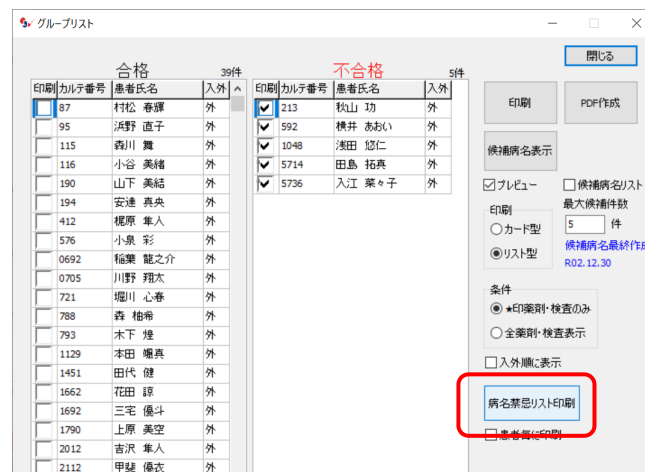 グループリスト
閉じる
合格 39件
不合格 5件
印刷 カルテ番号 患者氏名 入外
87 村松 春輝 外
95 浜野 直子 外
115 森川 舞 外
116 小谷 美緒 外
190 山下 美結 外
194 安達 真央 外
412 梶原 隼人 外
576 小泉 彩 外
0692 稲葉 龍之介 外
0705 川野 翔太 外
721 堀川 心春 外
788 森 柚希 外
793 木下 煌 外
1129 本田 颯真 外
1451 田代 健 外
1662 花田 諒 外
1692 三宅 優斗 外
1790 上原 美空 外
2012 吉沢 隼人 外
2112 甲斐 優衣 外
印刷 カルテ番号 患者氏名 入外
213 秋山 功 外
592 横井 あおい 外
1048 浅田 悠仁 外
5714 田島 拓真 外
5736 入江 菜々子 外
印刷
PDF作成
候補病名表示
プレビュー
候補病名リスト
最大候補件数
5 件
候補病名最終作成
R02.12.30
印刷
カード型
リスト型
条件
★印薬剤・検査のみ
全薬剤・検査表示
入外順に表示
病名禁忌リスト印刷
患者毎に印刷